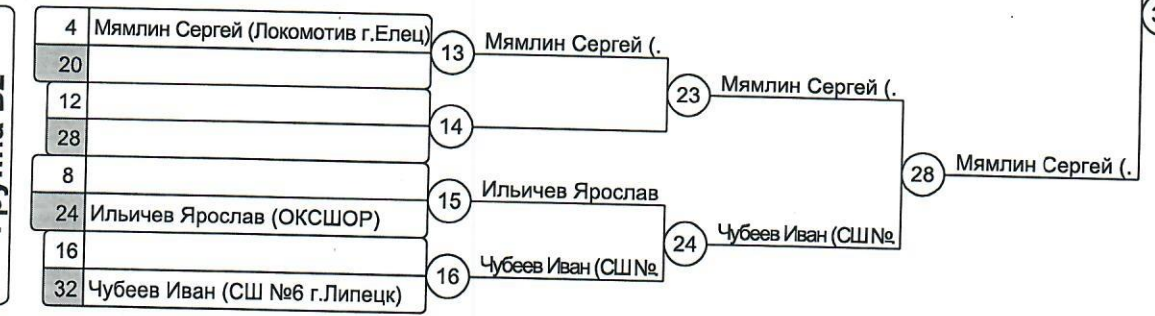 4 Мямлин Сергей (Локомотив г.Елец)
20
12
28
8
24 Ильичев Ярослав (ОКСШОР)
16
32 Чубеев Иван (СШ №6 г.Липецк)
13 Мямлин Сергей (.
14
15 Ильичев Ярослав
16 Чубеев Иван (СШ №
23 Мямлин Сергей (.
24 Чубеев Иван (СШ №
28 Мямлин Сергей (.